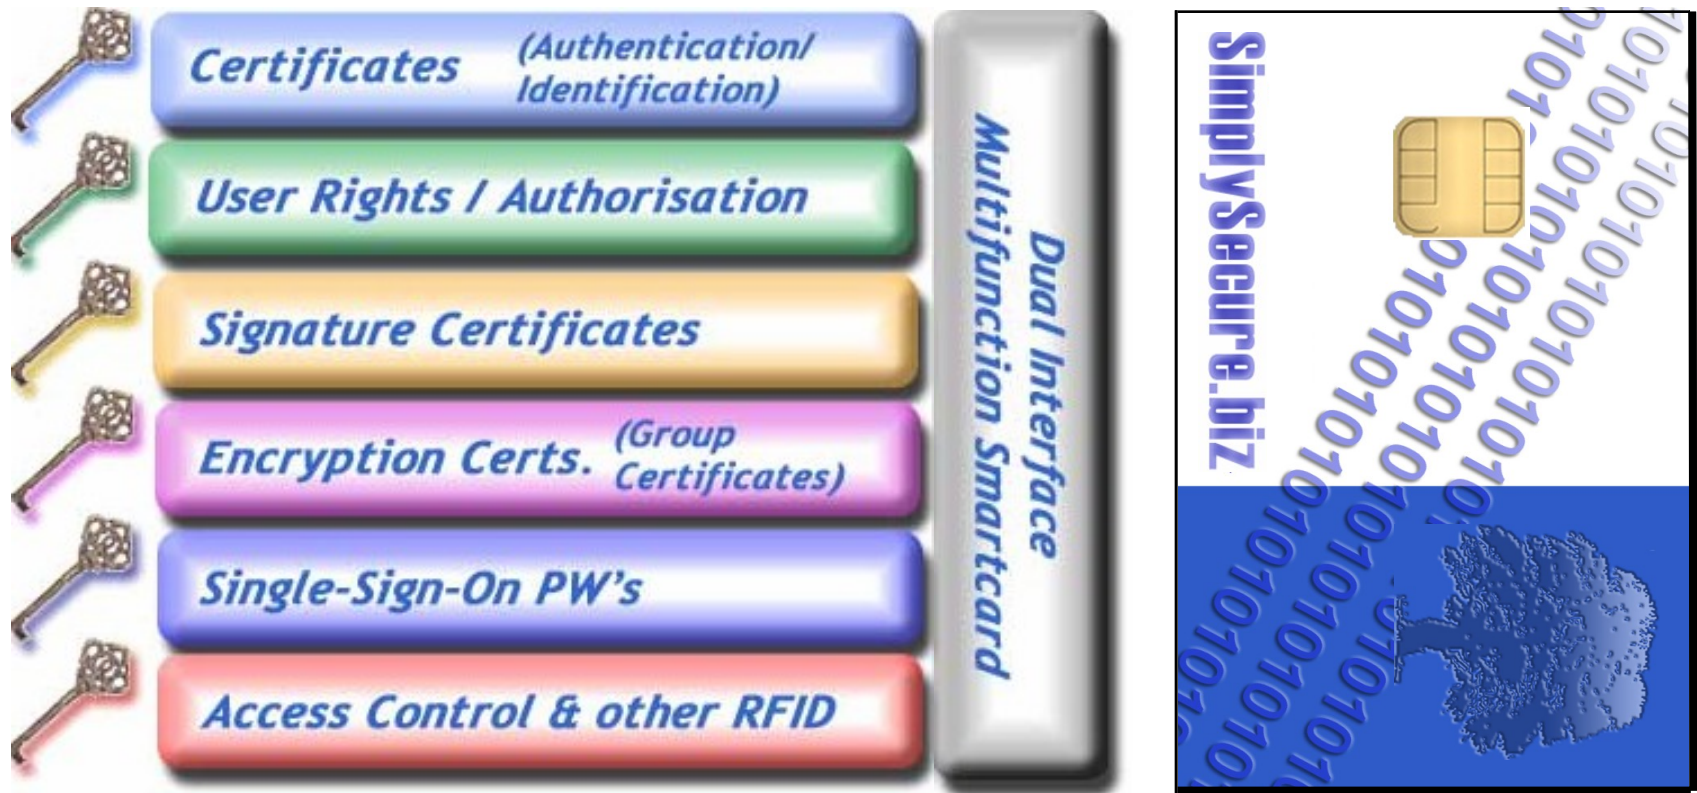 Certificates
(Authentication/
Identification)
User Rights / Authorisation
Signature Certificates
Encryption Certs.
(Group
Certificates)
Single-Sign-On PW's
Access Control & other RFID
Dual Interface
Multifunction Smartcard
SimplySecure.biz